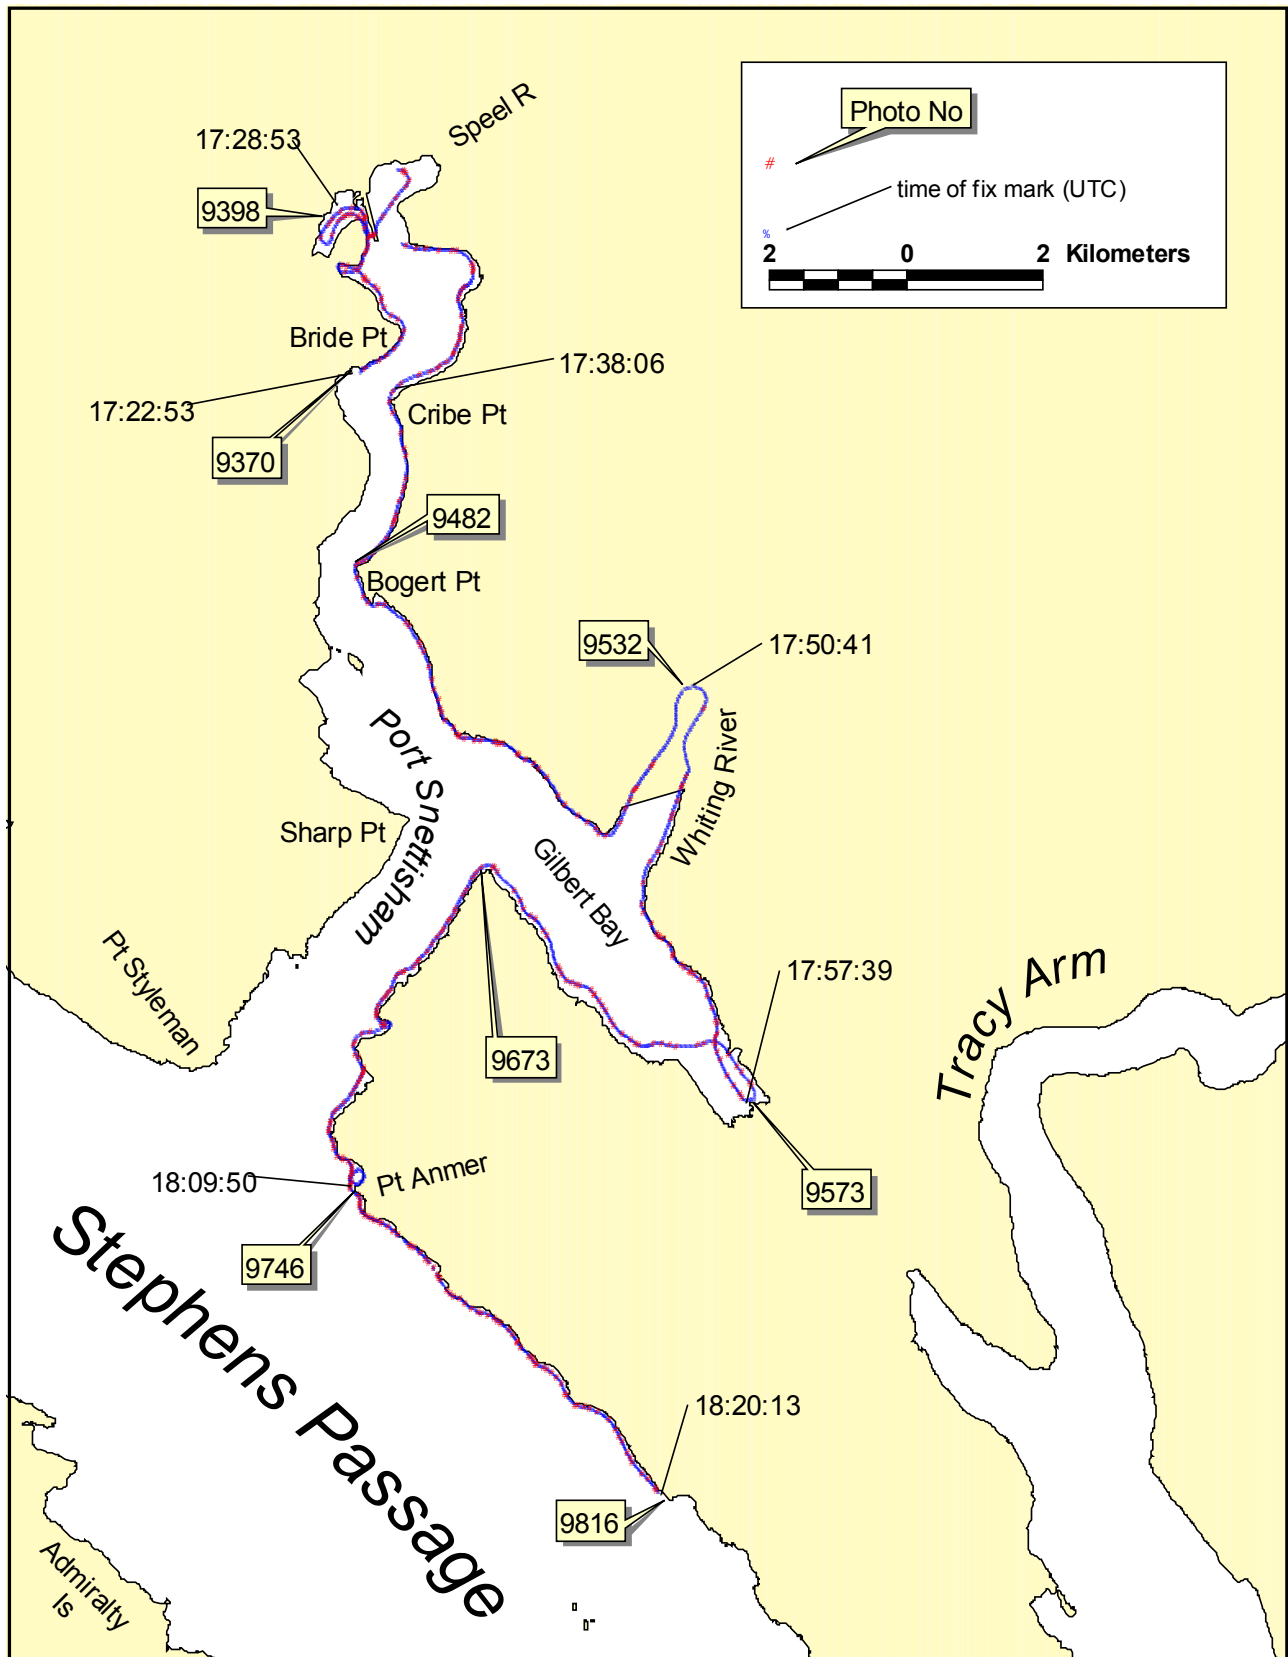 Photo No
#
time of fix mark (UTC)
%
2 0 2 Kilometers
Speel R
17:28:53
9398
Bride Pt
17:38:06
17:22:53
Cribe Pt
9370
9482
Bogert Pt
9532
17:50:41
Port Snettisham
Whiting River
Sharp Pt
Gilbert Bay
Pt Styleman
17:57:39
Tracy Arm
9673
Pt Anmer
18:09:50
9573
9746
Stephens Passage
18:20:13
9816
Admiralty
Is